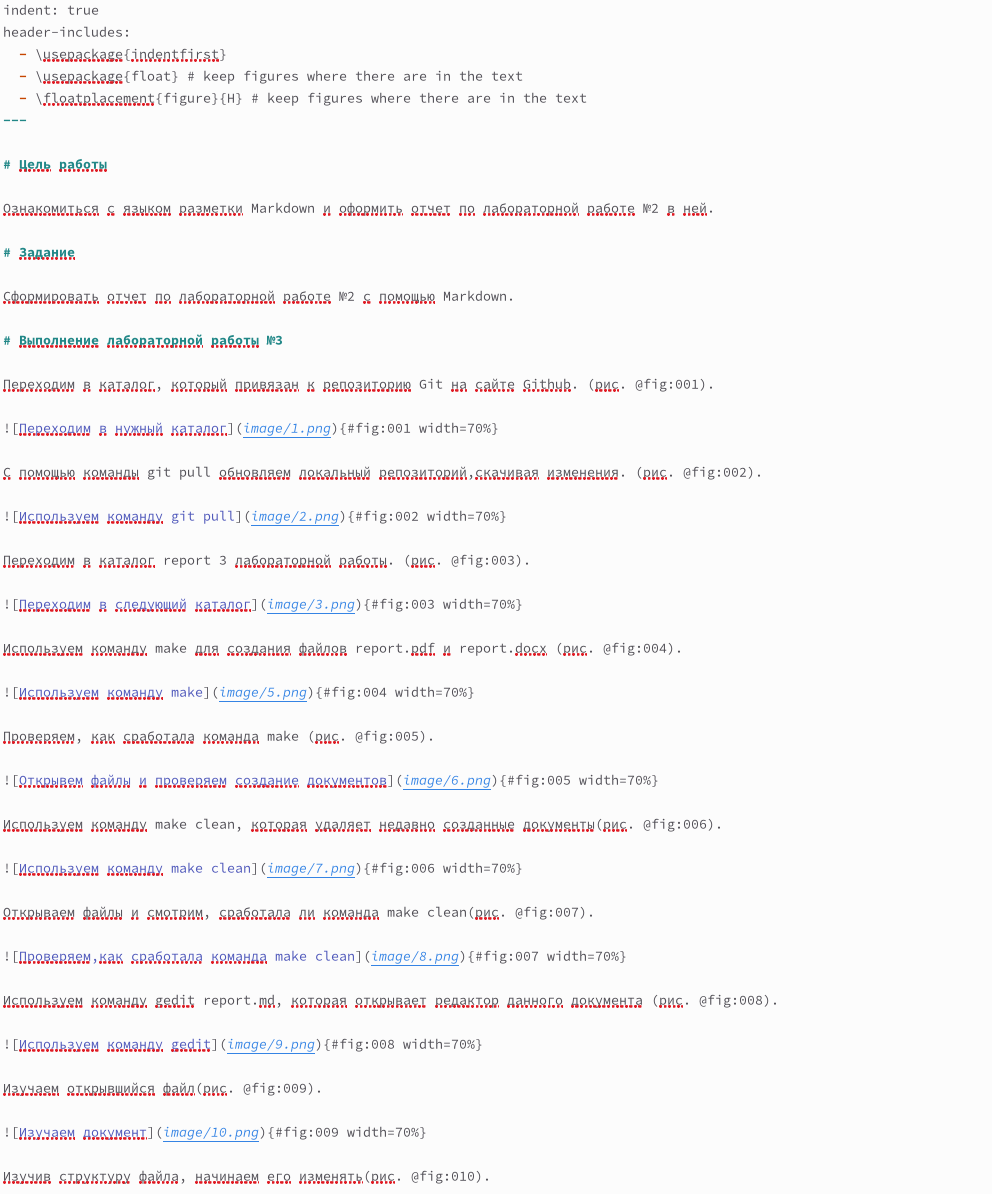 indent: true
header-includes:
  - \usepackage{indentfirst}
  - \usepackage{float} # keep figures where there are in the text
  - \floatplacement{figure}{H} # keep figures where there are in the text
---
# Цель работы
Ознакомиться с языком разметки Markdown и оформить отчет по лабораторной работе №2 в ней.
# Задание
Сформировать отчет по лабораторной работе №2 с помощью Markdown.
# Выполнение лабораторной работы №3
Переходим в каталог, который привязан к репозиторию Git на сайте Github. (рис. @fig:001).
![Переходим в нужный каталог](image/1.png){#fig:001 width=70%}
С помощью команды git pull обновляем локальный репозиторий,скачивая изменения. (рис. @fig:002).
![Используем команду git pull](image/2.png){#fig:002 width=70%}
Переходим в каталог report 3 лабораторной работы. (рис. @fig:003).
![Переходим в следующий каталог](image/3.png){#fig:003 width=70%}
Используем команду make для создания файлов report.pdf и report.docx (рис. @fig:004).
![Используем команду make](image/5.png){#fig:004 width=70%}
Проверяем, как сработала команда make (рис. @fig:005).
![Открывем файлы и проверяем создание документов](image/6.png){#fig:005 width=70%}
Используем команду make clean, которая удаляет недавно созданные документы(рис. @fig:006).
![Используем команду make clean](image/7.png){#fig:006 width=70%}
Открываем файлы и смотрим, сработала ли команда make clean(рис. @fig:007).
![Проверяем,как сработала команда make clean](image/8.png){#fig:007 width=70%}
Используем команду gedit report.md, которая открывает редактор данного документа (рис. @fig:008).
![Используем команду gedit](image/9.png){#fig:008 width=70%}
Изучаем открывшийся файл(рис. @fig:009).
![Изучаем документ](image/10.png){#fig:009 width=70%}
Изучив структуру файла, начинаем его изменять(рис. @fig:010).